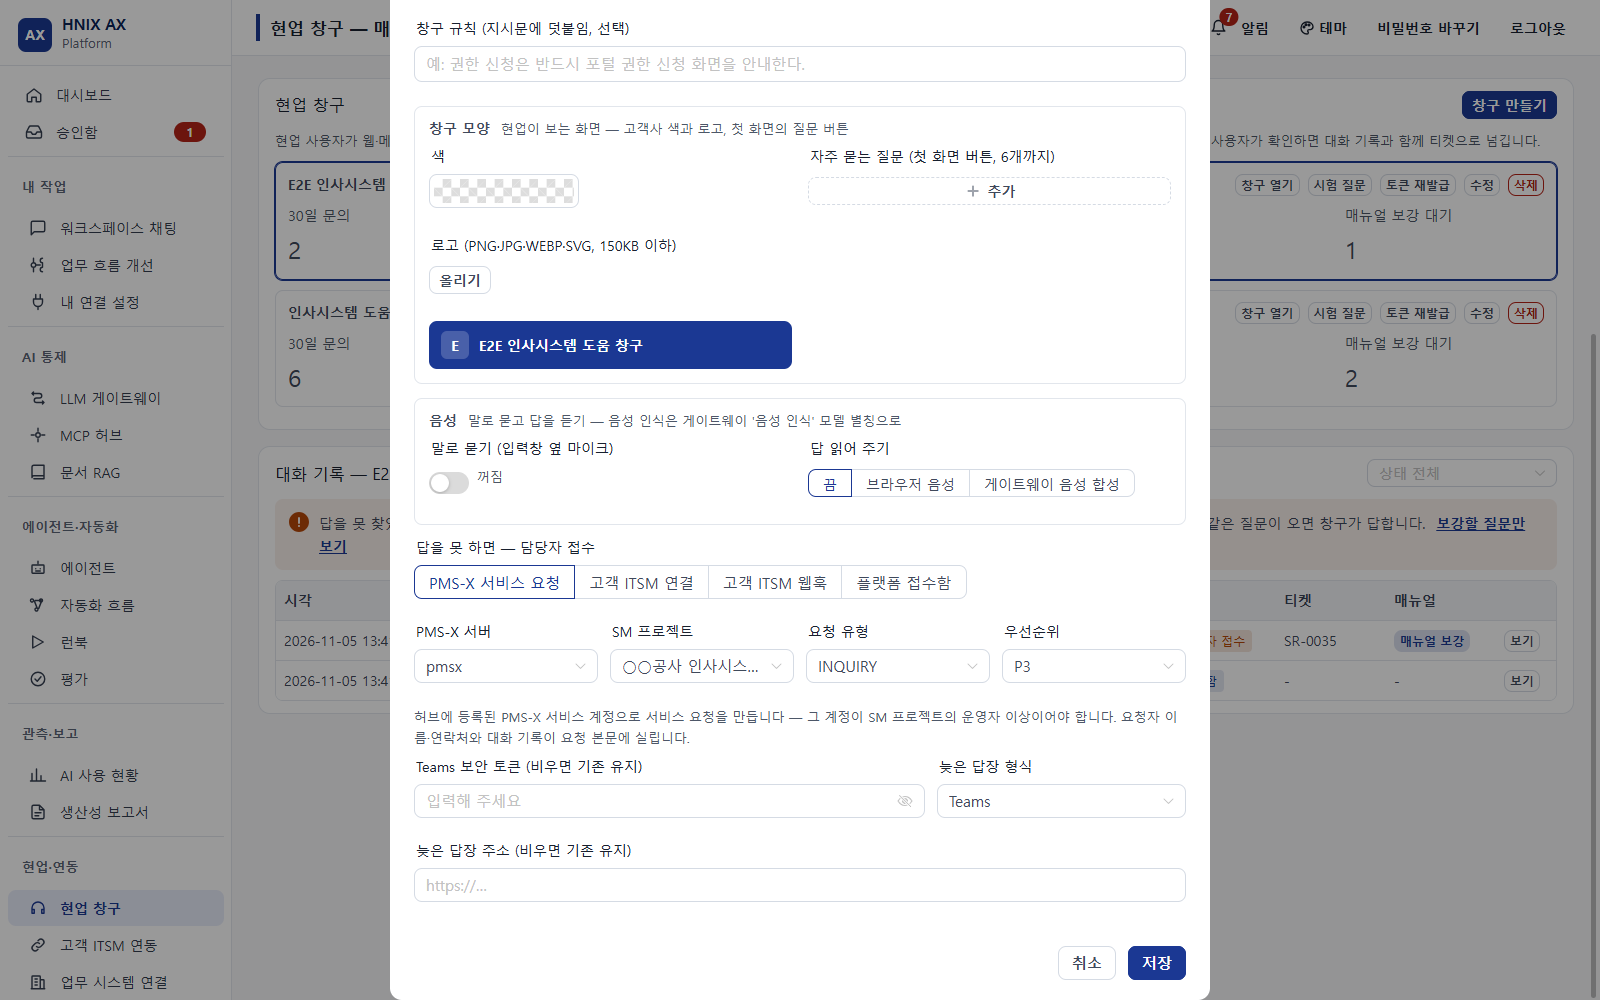 AX
HNIX AX
Platform
대시보드
승인함
1
내 작업
워크스페이스 채팅
업무 흐름 개선
내 연결 설정
AI 통제
LLM 게이트웨이
MCP 허브
문서 RAG
에이전트·자동화
에이전트
자동화 흐름
런북
평가
관측·보고
AI 사용 현황
생산성 보고서
현업·연동
현업 창구
고객 ITSM 연동
업무 시스템 연결
현업 창구 — 매
7
알림
테마
비밀번호 바꾸기
로그아웃
현업 창구
창구 만들기
현업 사용자가 웹·메
사용자가 확인하면 대화 기록과 함께 티켓으로 넘깁니다.
E2E 인사시스템
창구 열기
시험 질문
토큰 재발급
수정
삭제
30일 문의
매뉴얼 보강 대기
2
1
인사시스템 도움
창구 열기
시험 질문
토큰 재발급
수정
삭제
30일 문의
매뉴얼 보강 대기
6
2
대화 기록 — E2
상태 전체
답을 못 찾았
같은 질문이 오면 창구가 답합니다. 보강할 질문만
보기
시각
티켓
매뉴얼
2026-11-05 13:4
자 접수
SR-0035
매뉴얼 보강
보기
2026-11-05 13:4
함
-
-
보기
창구 규칙 (지시문에 덧붙임, 선택)
예: 권한 신청은 반드시 포털 권한 신청 화면을 안내한다.
창구 모양 현업이 보는 화면 — 고객사 색과 로고, 첫 화면의 질문 버튼
색
자주 묻는 질문 (첫 화면 버튼, 6개까지)
추가
로고 (PNG·JPG·WEBP·SVG, 150KB 이하)
올리기
E
E2E 인사시스템 도움 창구
음성 말로 묻고 답을 듣기 — 음성 인식은 게이트웨이 '음성 인식' 모델 별칭으로
말로 묻기 (입력창 옆 마이크)
답 읽어 주기
꺼짐
끔
브라우저 음성
게이트웨이 음성 합성
답을 못 하면 — 담당자 접수
PMS-X 서비스 요청
고객 ITSM 연결
고객 ITSM 웹훅
플랫폼 접수함
PMS-X 서버
SM 프로젝트
요청 유형
우선순위
pmsx
○○공사 인사시스...
INQUIRY
P3
허브에 등록된 PMS-X 서비스 계정으로 서비스 요청을 만듭니다 — 그 계정이 SM 프로젝트의 운영자 이상이어야 합니다. 요청자 이
름·연락처와 대화 기록이 요청 본문에 실립니다.
Teams 보안 토큰 (비우면 기존 유지)
늦은 답장 형식
입력해 주세요
Teams
늦은 답장 주소 (비우면 기존 유지)
https://...
취소
저장